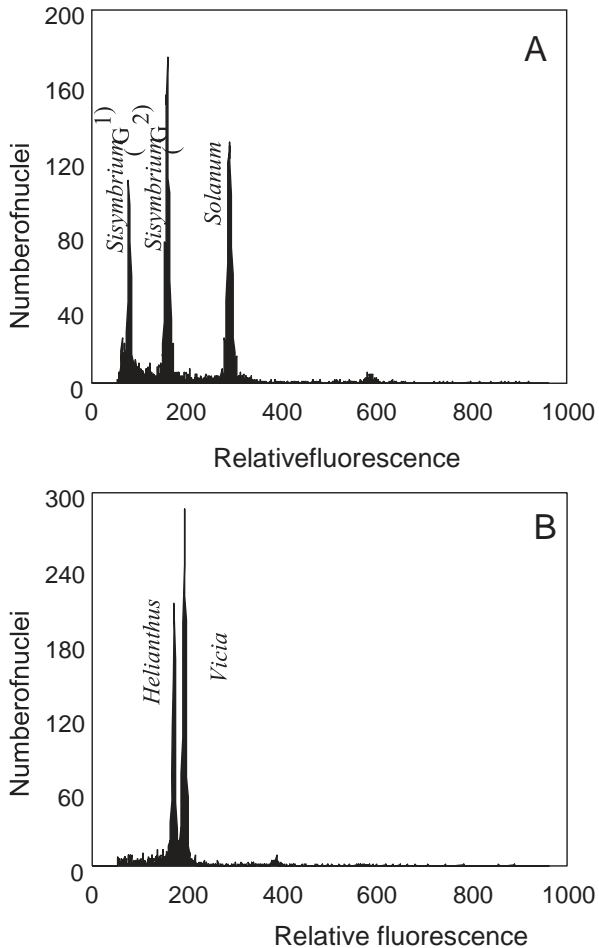 A
200
160
120
80
40
0
Numberofnuclei
Sisymbrium(G1)
Sisymbrium(G2)
Solanum
0 200 400 600 800 1000
Relativefluorescence
B
300
240
180
120
60
0
Numberofnuclei
Helianthus
Vicia
0 200 400 600 800 1000
Relative fluorescence